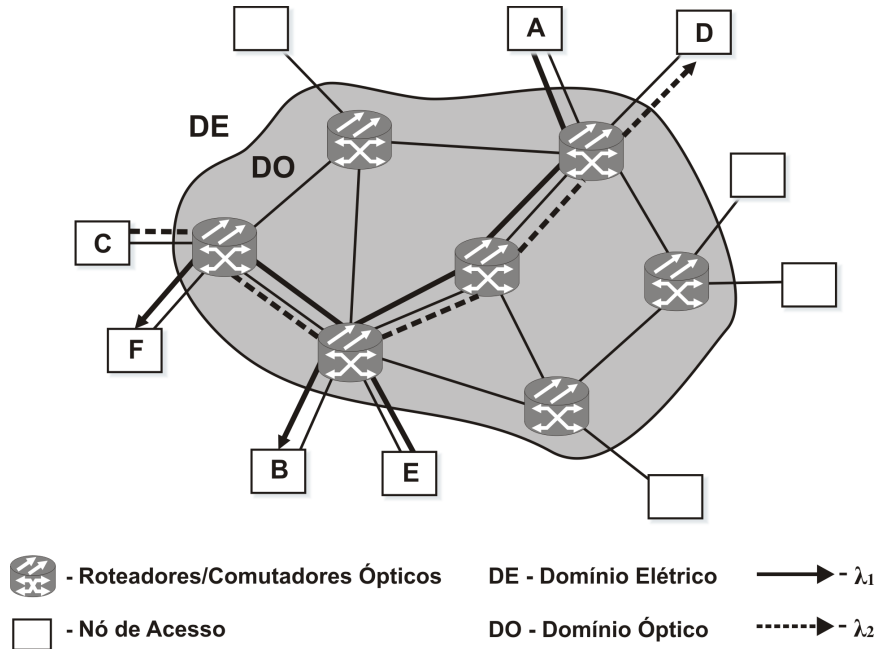 A
D
DE
DO
C
F
B
E
- Roteadores/Comutadores Ópticos
DE - Domínio Elétrico
- λ1
- Nó de Acesso
DO - Domínio Óptico
- λ2